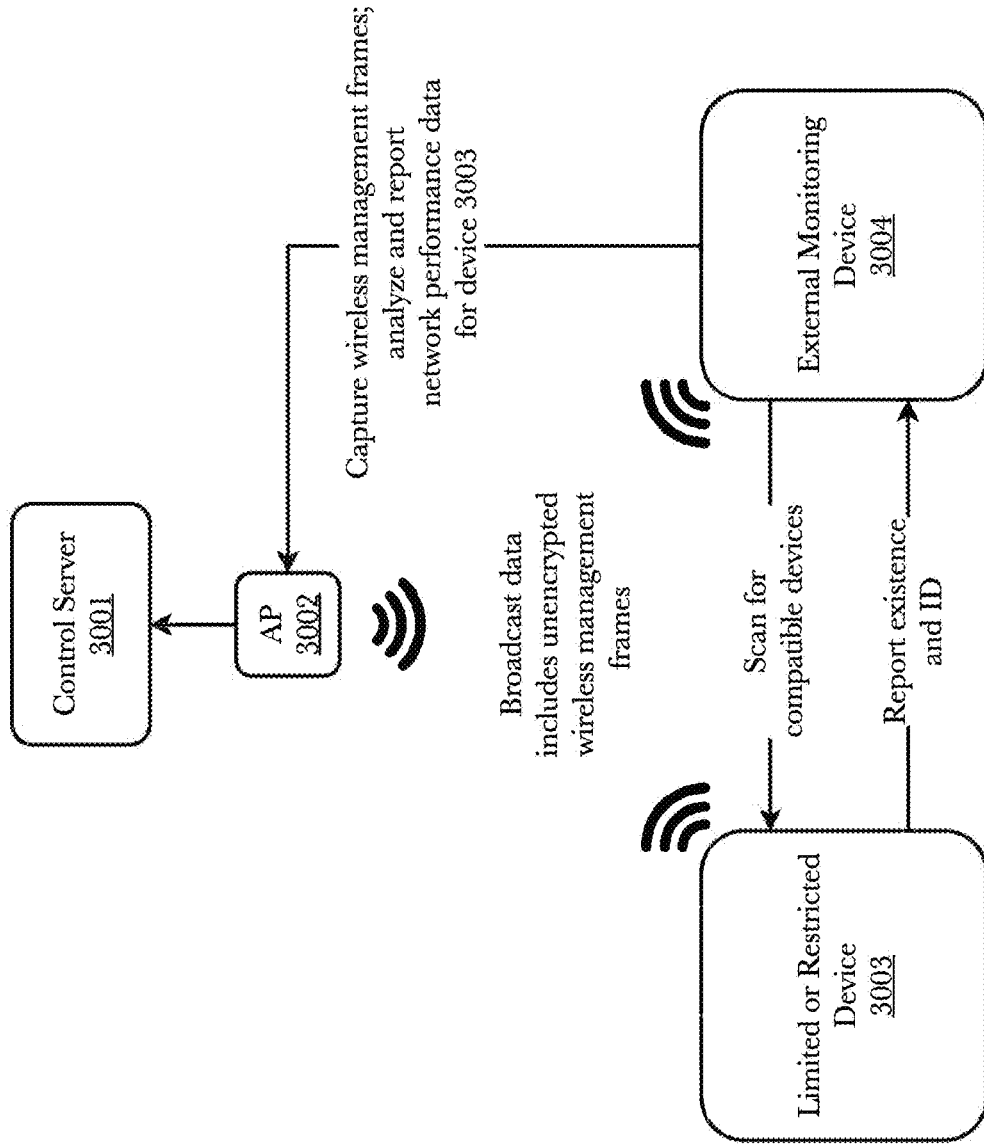 Control Server
3001
AP
3002
Capture wireless management frames;
analyze and report
network performance data
for device 3003
Broadcast data
includes unencrypted
wireless management
frames
Scan for
compatible devices
Report existence
and ID
Limited or Restricted
Device
3003
External Monitoring
Device
3004